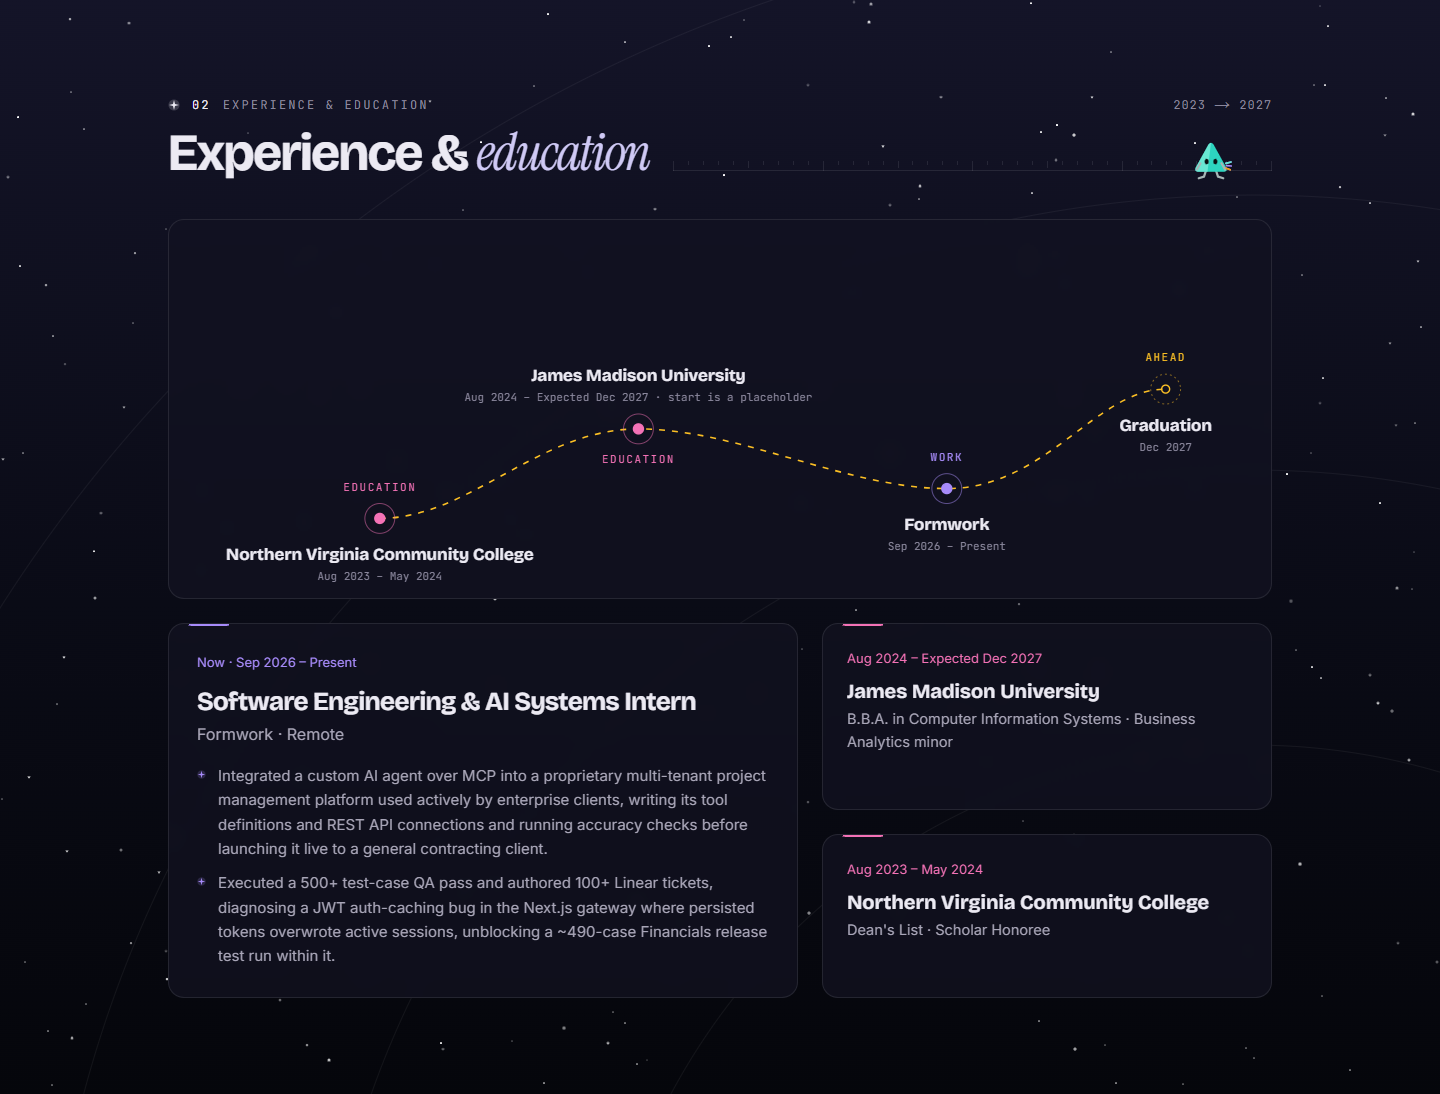 02 EXPERIENCE & EDUCATION
2023 → 2027
Experience & education
AHEAD
Graduation
Dec 2027
James Madison University
Aug 2024 – Expected Dec 2027 · start is a placeholder
EDUCATION
WORK
Formwork
Sep 2026 – Present
EDUCATION
Northern Virginia Community College
Aug 2023 – May 2024
Now · Sep 2026 – Present
Software Engineering & AI Systems Intern
Formwork · Remote
Integrated a custom AI agent over MCP into a proprietary multi-tenant project
management platform used actively by enterprise clients, writing its tool
definitions and REST API connections and running accuracy checks before
launching it live to a general contracting client.
Executed a 500+ test-case QA pass and authored 100+ Linear tickets,
diagnosing a JWT auth-caching bug in the Next.js gateway where persisted
tokens overwrote active sessions, unblocking a ~490-case Financials release
test run within it.
Aug 2024 – Expected Dec 2027
James Madison University
B.B.A. in Computer Information Systems · Business
Analytics minor
Aug 2023 – May 2024
Northern Virginia Community College
Dean's List · Scholar Honoree